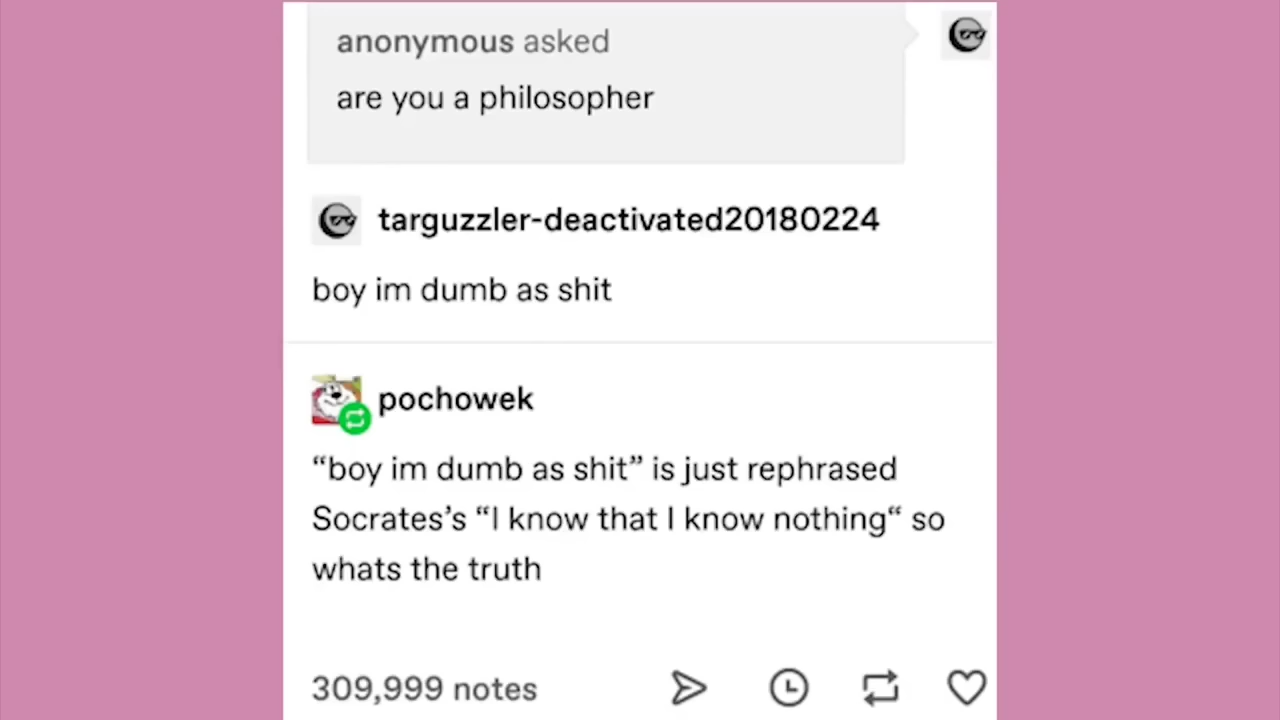 anonymous asked
are you a philosopher
targuzzler-deactivated20180224
boy im dumb as shit
pochowek
“boy im dumb as shit” is just rephrased
Socrates’s “I know that I know nothing“ so
whats the truth
309,999 notes